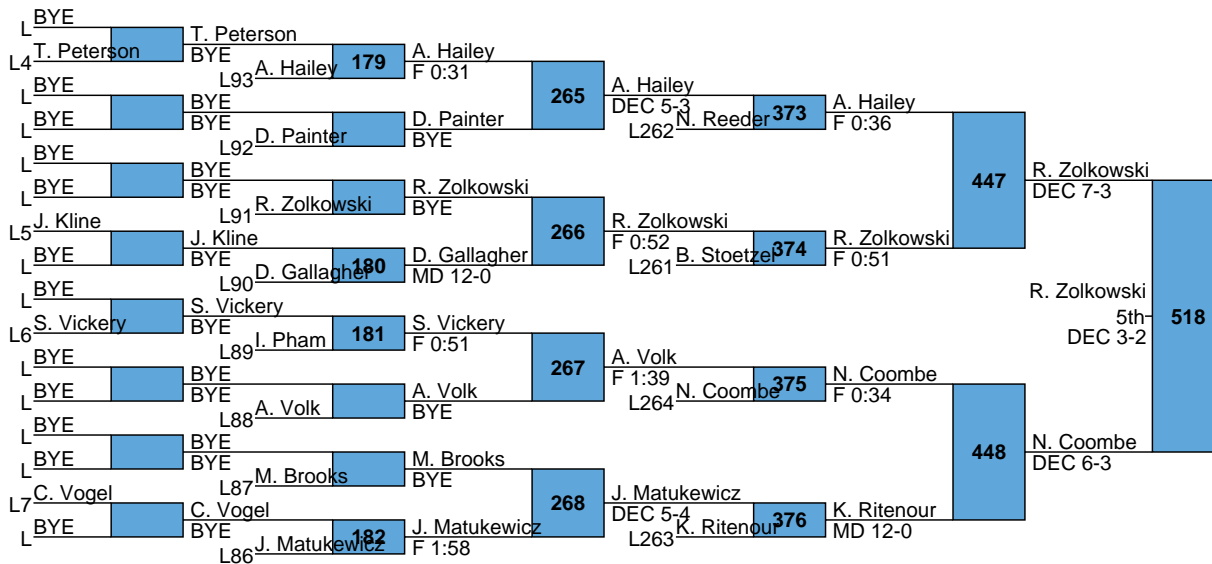 BYE
L
T. Peterson
L4
T. Peterson
BYE
A. Hailey
L93
179
A. Hailey
F 0:31
BYE
L
BYE
L
BYE
BYE
D. Painter
L92
D. Painter
BYE
265
A. Hailey
DEC 5-3
N. Reeder
L262
373
A. Hailey
F 0:36
BYE
L
BYE
L
BYE
BYE
R. Zolkowski
L91
R. Zolkowski
BYE
J. Kline
L5
BYE
L
J. Kline
BYE
D. Gallagher
L90
180
D. Gallagher
MD 12-0
266
R. Zolkowski
F 0:52
B. Stoetzel
L261
374
R. Zolkowski
F 0:51
447
R. Zolkowski
DEC 7-3
BYE
L
S. Vickery
L6
S. Vickery
BYE
I. Pham
L89
181
S. Vickery
F 0:51
BYE
L
BYE
L
BYE
BYE
A. Volk
L88
A. Volk
BYE
267
A. Volk
F 1:39
N. Coombe
L264
375
N. Coombe
F 0:34
BYE
L
BYE
L
BYE
BYE
M. Brooks
L87
M. Brooks
BYE
C. Vogel
L7
BYE
L
C. Vogel
BYE
J. Matukewicz
L86
182
J. Matukewicz
F 1:58
268
J. Matukewicz
DEC 5-4
K. Ritenour
L263
376
K. Ritenour
MD 12-0
448
N. Coombe
DEC 6-3
R. Zolkowski
5th
DEC 3-2
518